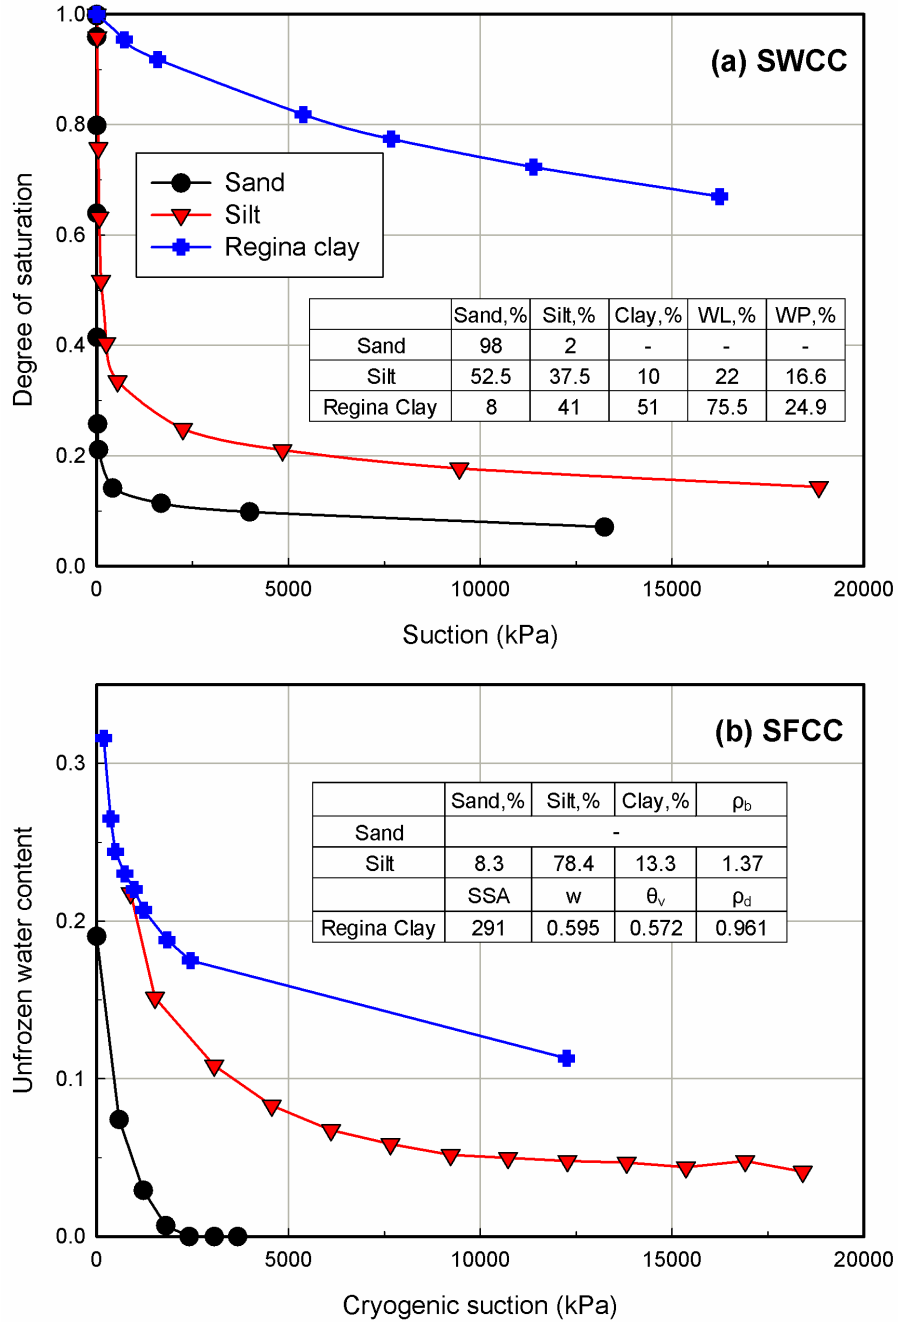 1.0
(a) SWCC
0.8
Sand
Silt
Regina clay
0.6
Degree of saturation
Sand,% Silt,% Clay,% WL,% WP,%
Sand 98 2 - - -
Silt 52.5 37.5 10 22 16.6
Regina Clay 8 41 51 75.5 24.9
0.4
0.2
0.0
0 5000 10000 15000 20000
Suction (kPa)
(b) SFCC
0.3
Sand,% Silt,% Clay,% ρb
Sand -
Silt 8.3 78.4 13.3 1.37
SSA w θv ρd
Regina Clay 291 0.595 0.572 0.961
Unfrozen water content
0.2
0.1
0.0
0 5000 10000 15000 20000
Cryogenic suction (kPa)